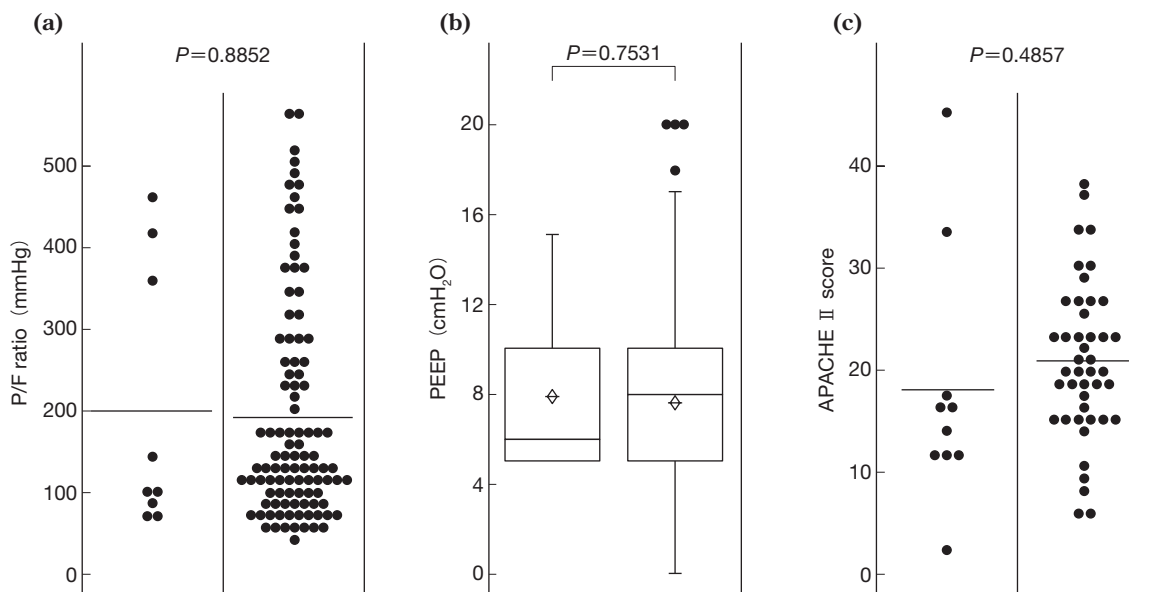 (a)
P=0.8852
P/F ratio (mmHg)
500
400
300
200
100
0
(b)
P=0.7531
PEEP (cmH₂O)
20
16
12
8
4
0
(c)
P=0.4857
APACHE Ⅱ score
40
30
20
10
0